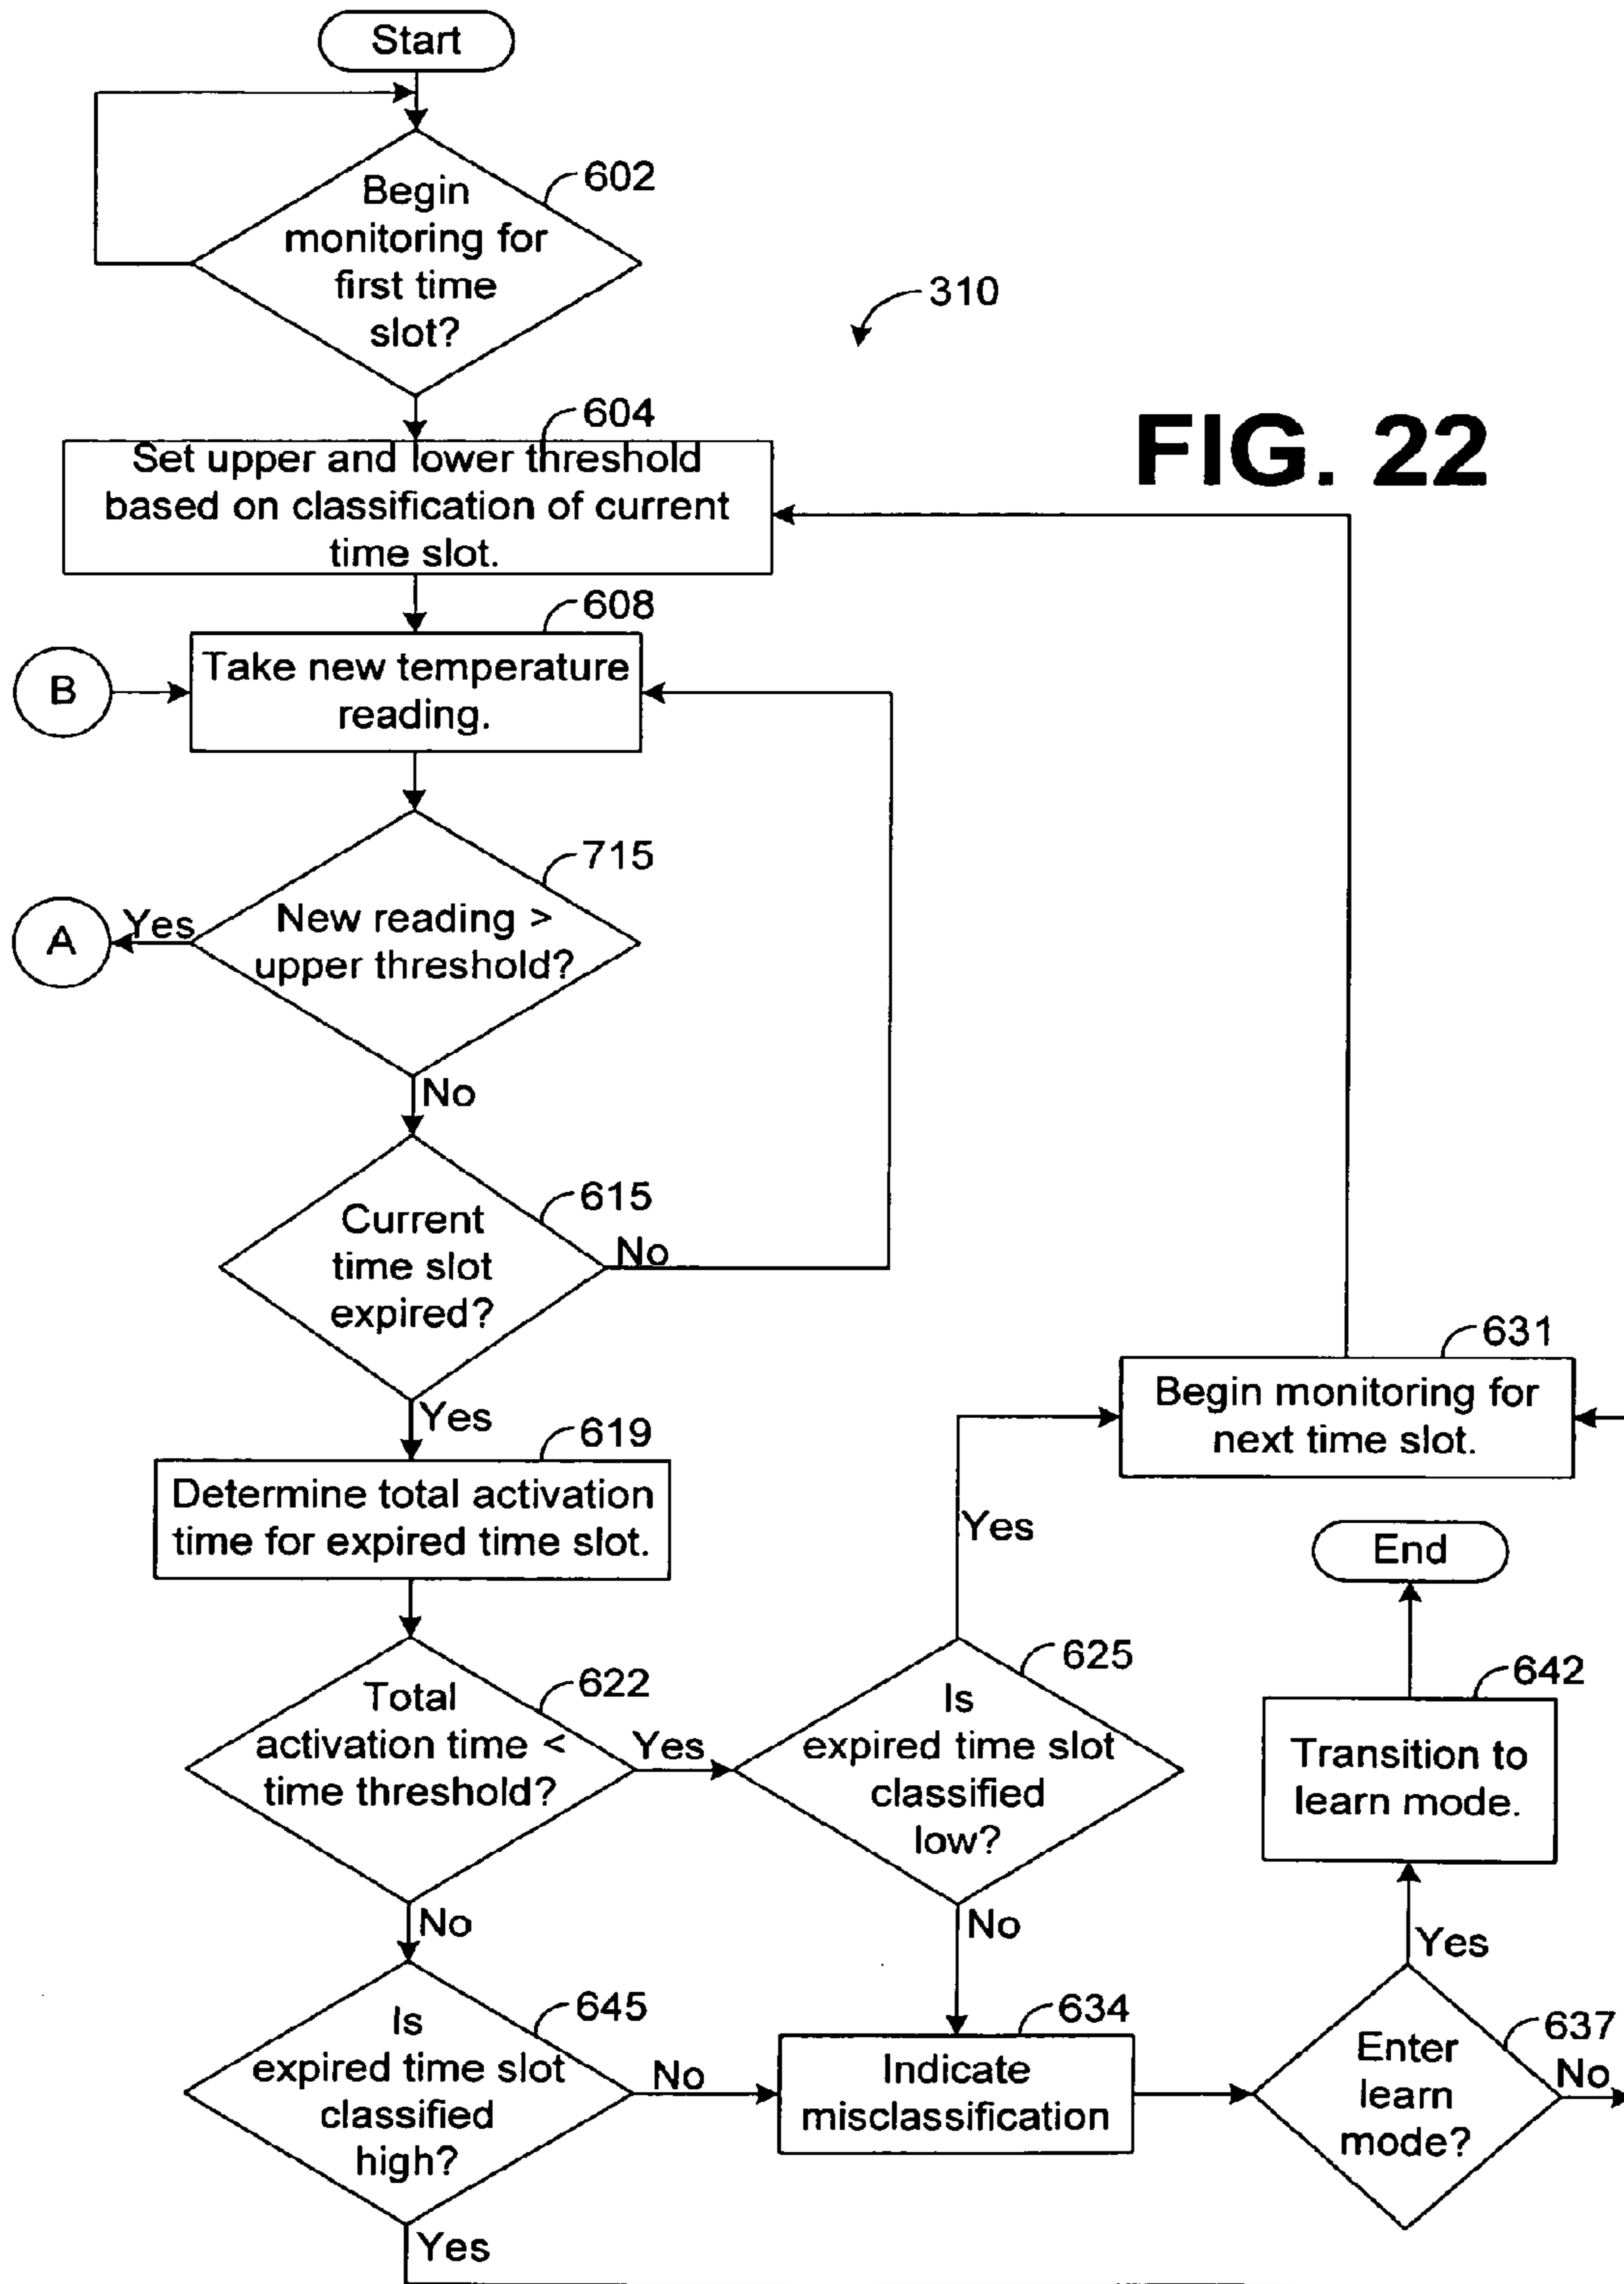 Start
Begin
monitoring for
first time
slot?
602
310
FIG. 22
604
Set upper and lower threshold
based on classification of current
time slot.
608
B
Take new temperature
reading.
715
A
Yes
New reading >
upper threshold?
No
615
Current
time slot
expired?
No
Yes
619
Determine total activation
time for expired time slot.
631
Begin monitoring for
next time slot.
Yes
End
622
Total
activation time <
time threshold?
Yes
625
Is
expired time slot
classified
low?
642
Transition to
learn mode.
No
No
Yes
645
Is
expired time slot
classified
high?
No
634
Indicate
misclassification
637
Enter
learn
mode?
No
Yes